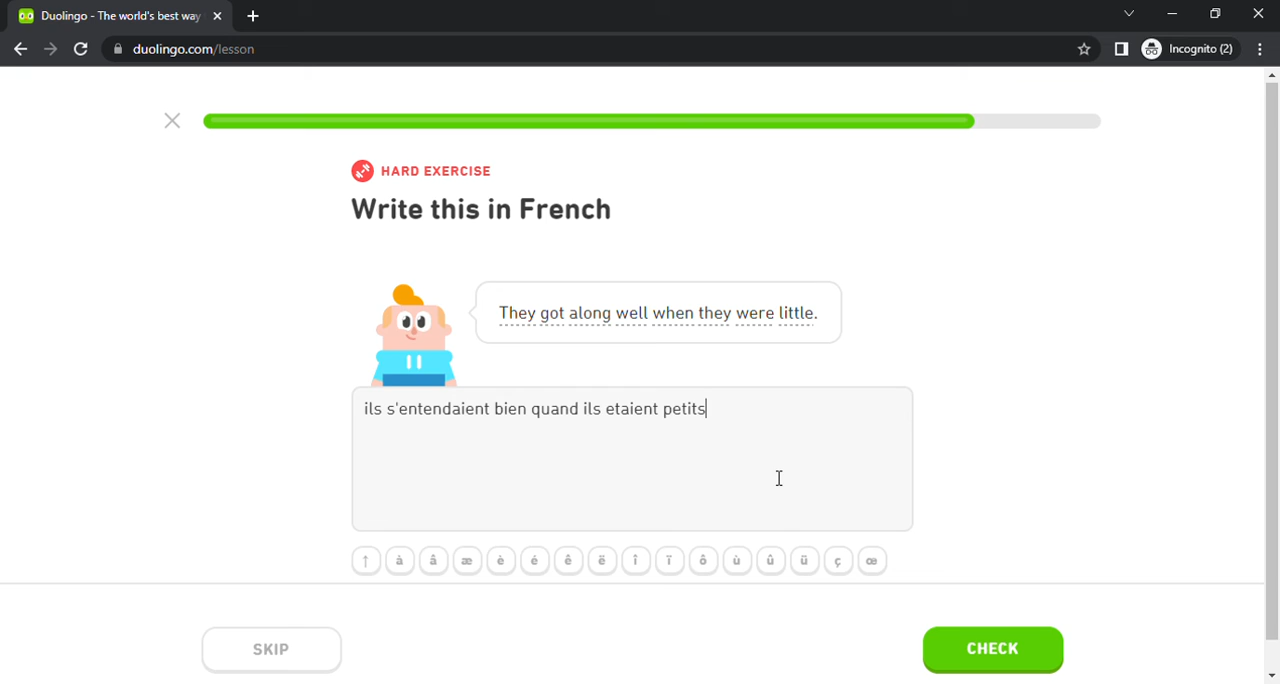 Duolingo - The world's best way
duolingo.com/lesson
Incognito (2)
HARD EXERCISE
Write this in French
They got along well when they were little.
ils s'entendaient bien quand ils etaient petits
↑ à â æ è é ê ë î ï ô ù û ü ç œ
SKIP
CHECK